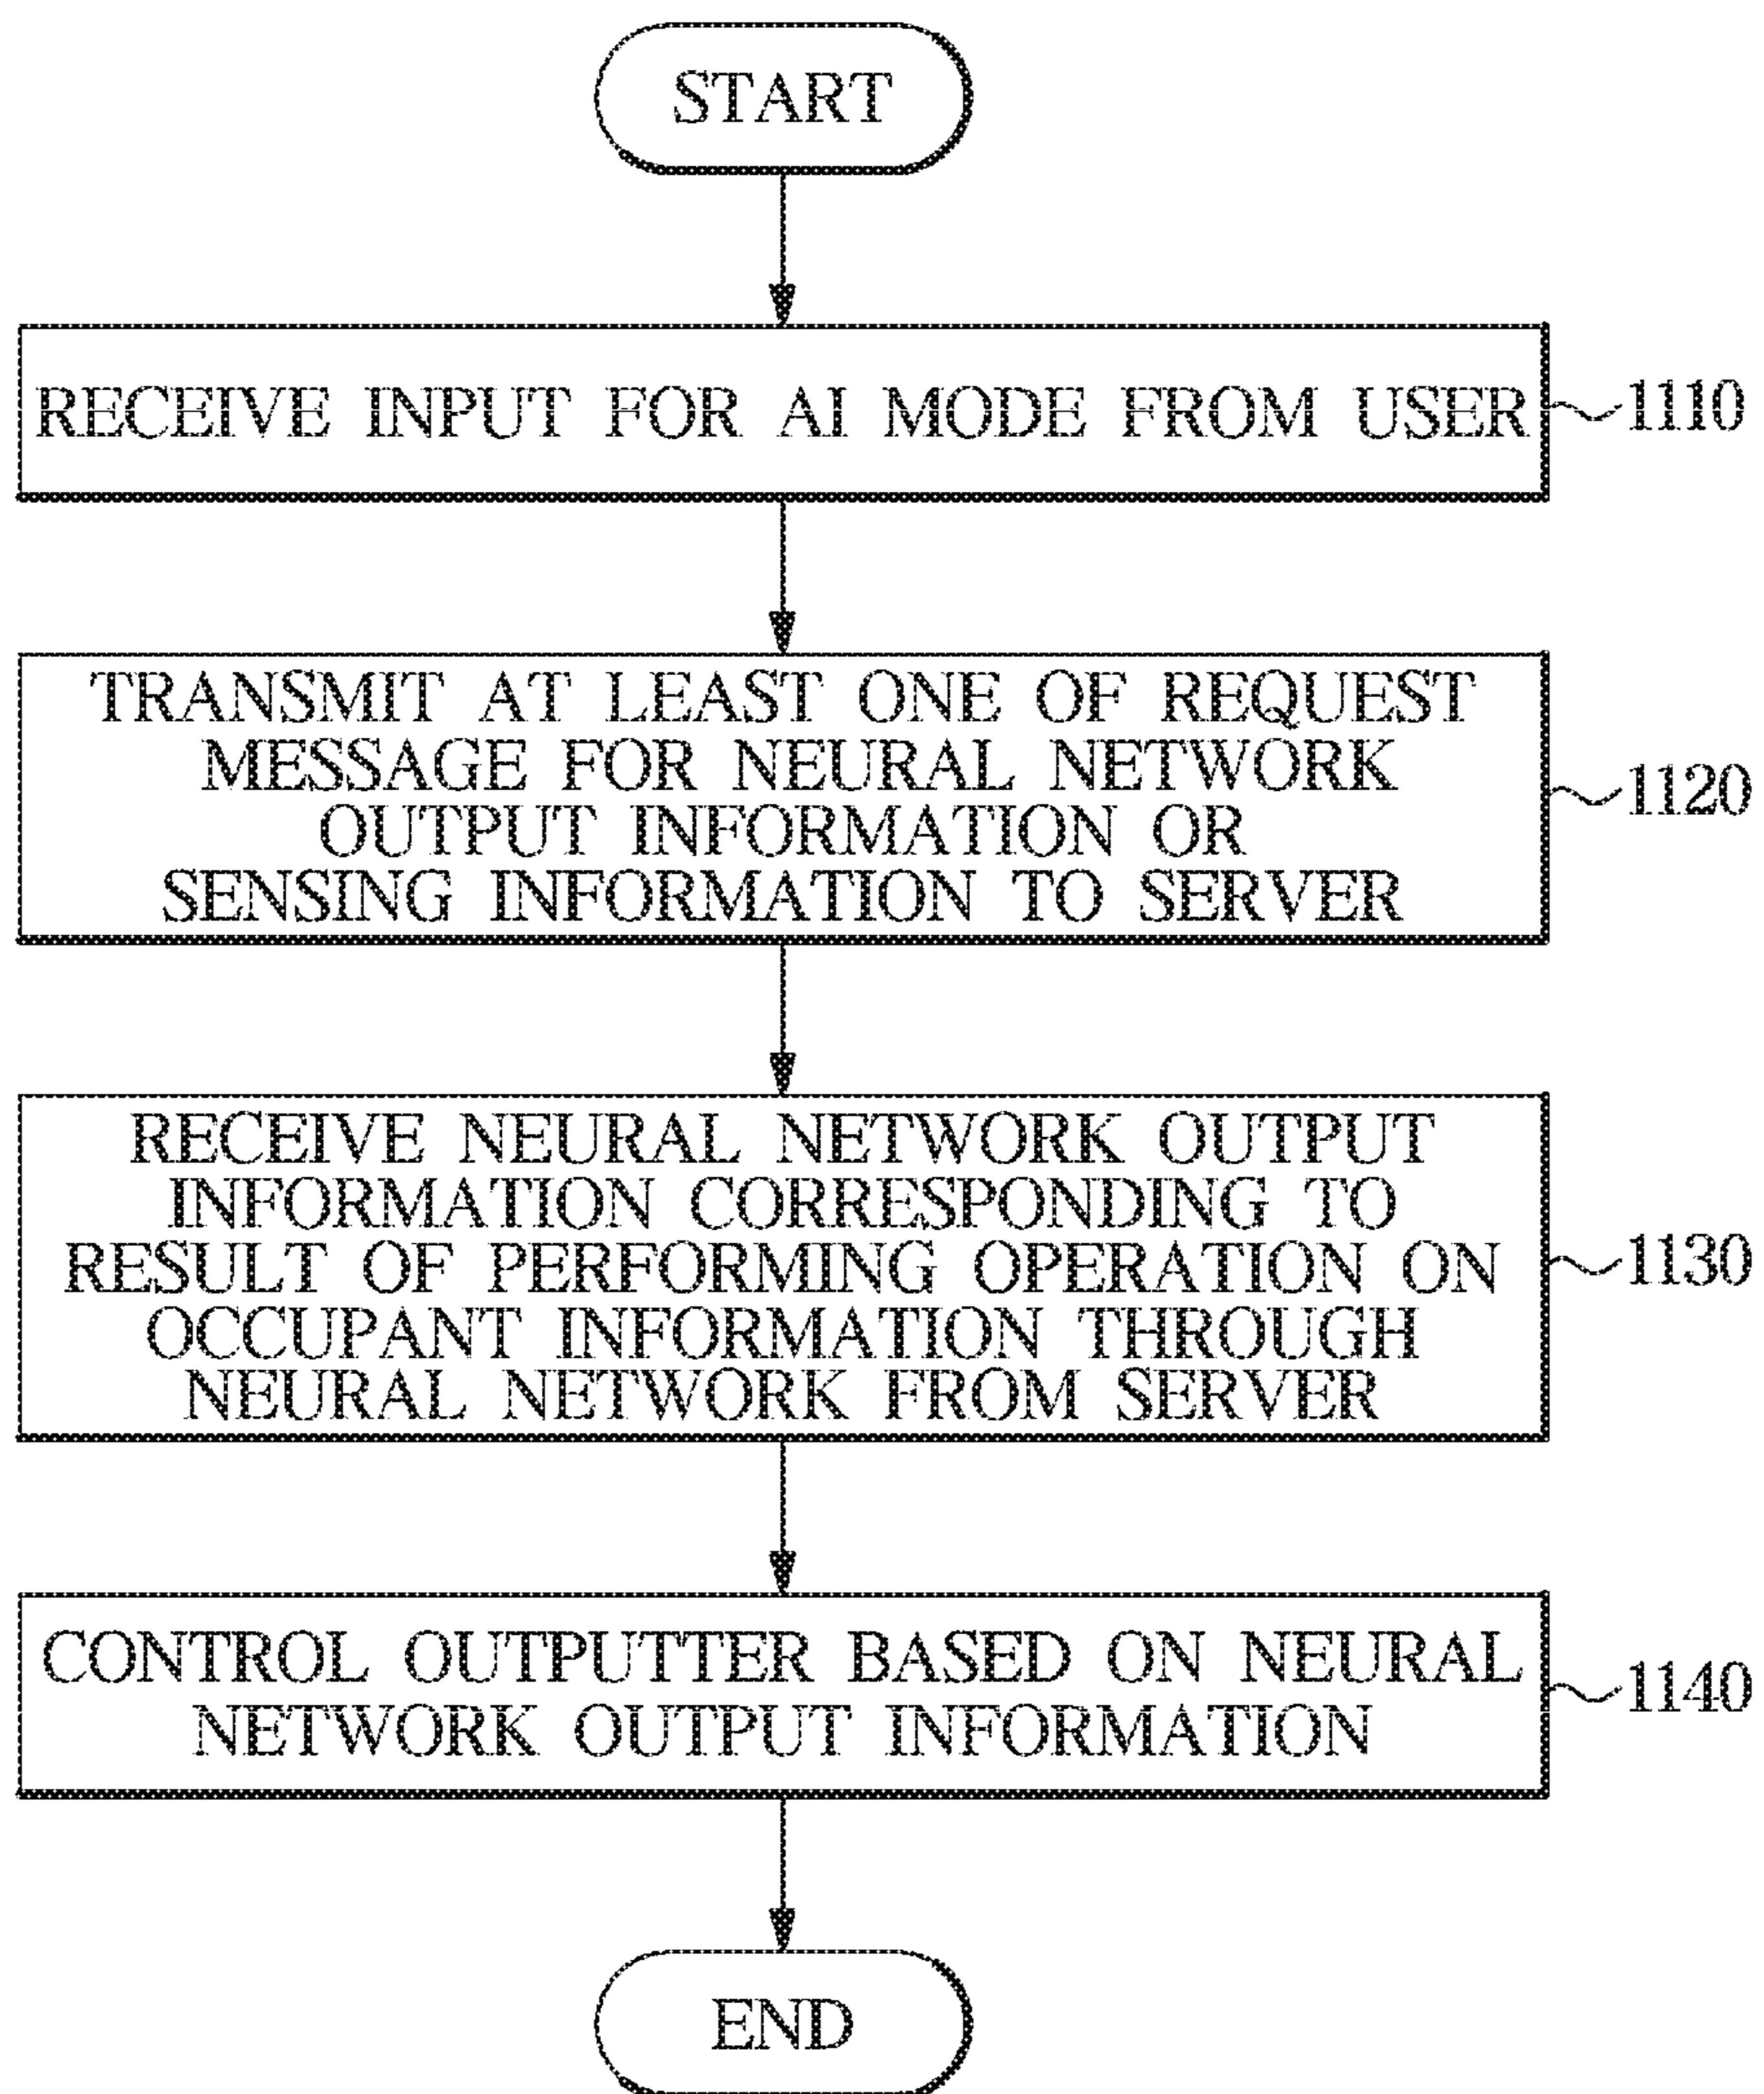 START
RECEIVE INPUT FOR AI MODE FROM USER
1110
TRANSMIT AT LEAST ONE OF REQUEST
MESSAGE FOR NEURAL NETWORK
OUTPUT INFORMATION OR
SENSING INFORMATION TO SERVER
1120
RECEIVE NEURAL NETWORK OUTPUT
INFORMATION CORRESPONDING TO
RESULT OF PERFORMING OPERATION ON
OCCUPANT INFORMATION THROUGH
NEURAL NETWORK FROM SERVER
1130
CONTROL OUTPUTTER BASED ON NEURAL
NETWORK OUTPUT INFORMATION
1140
END